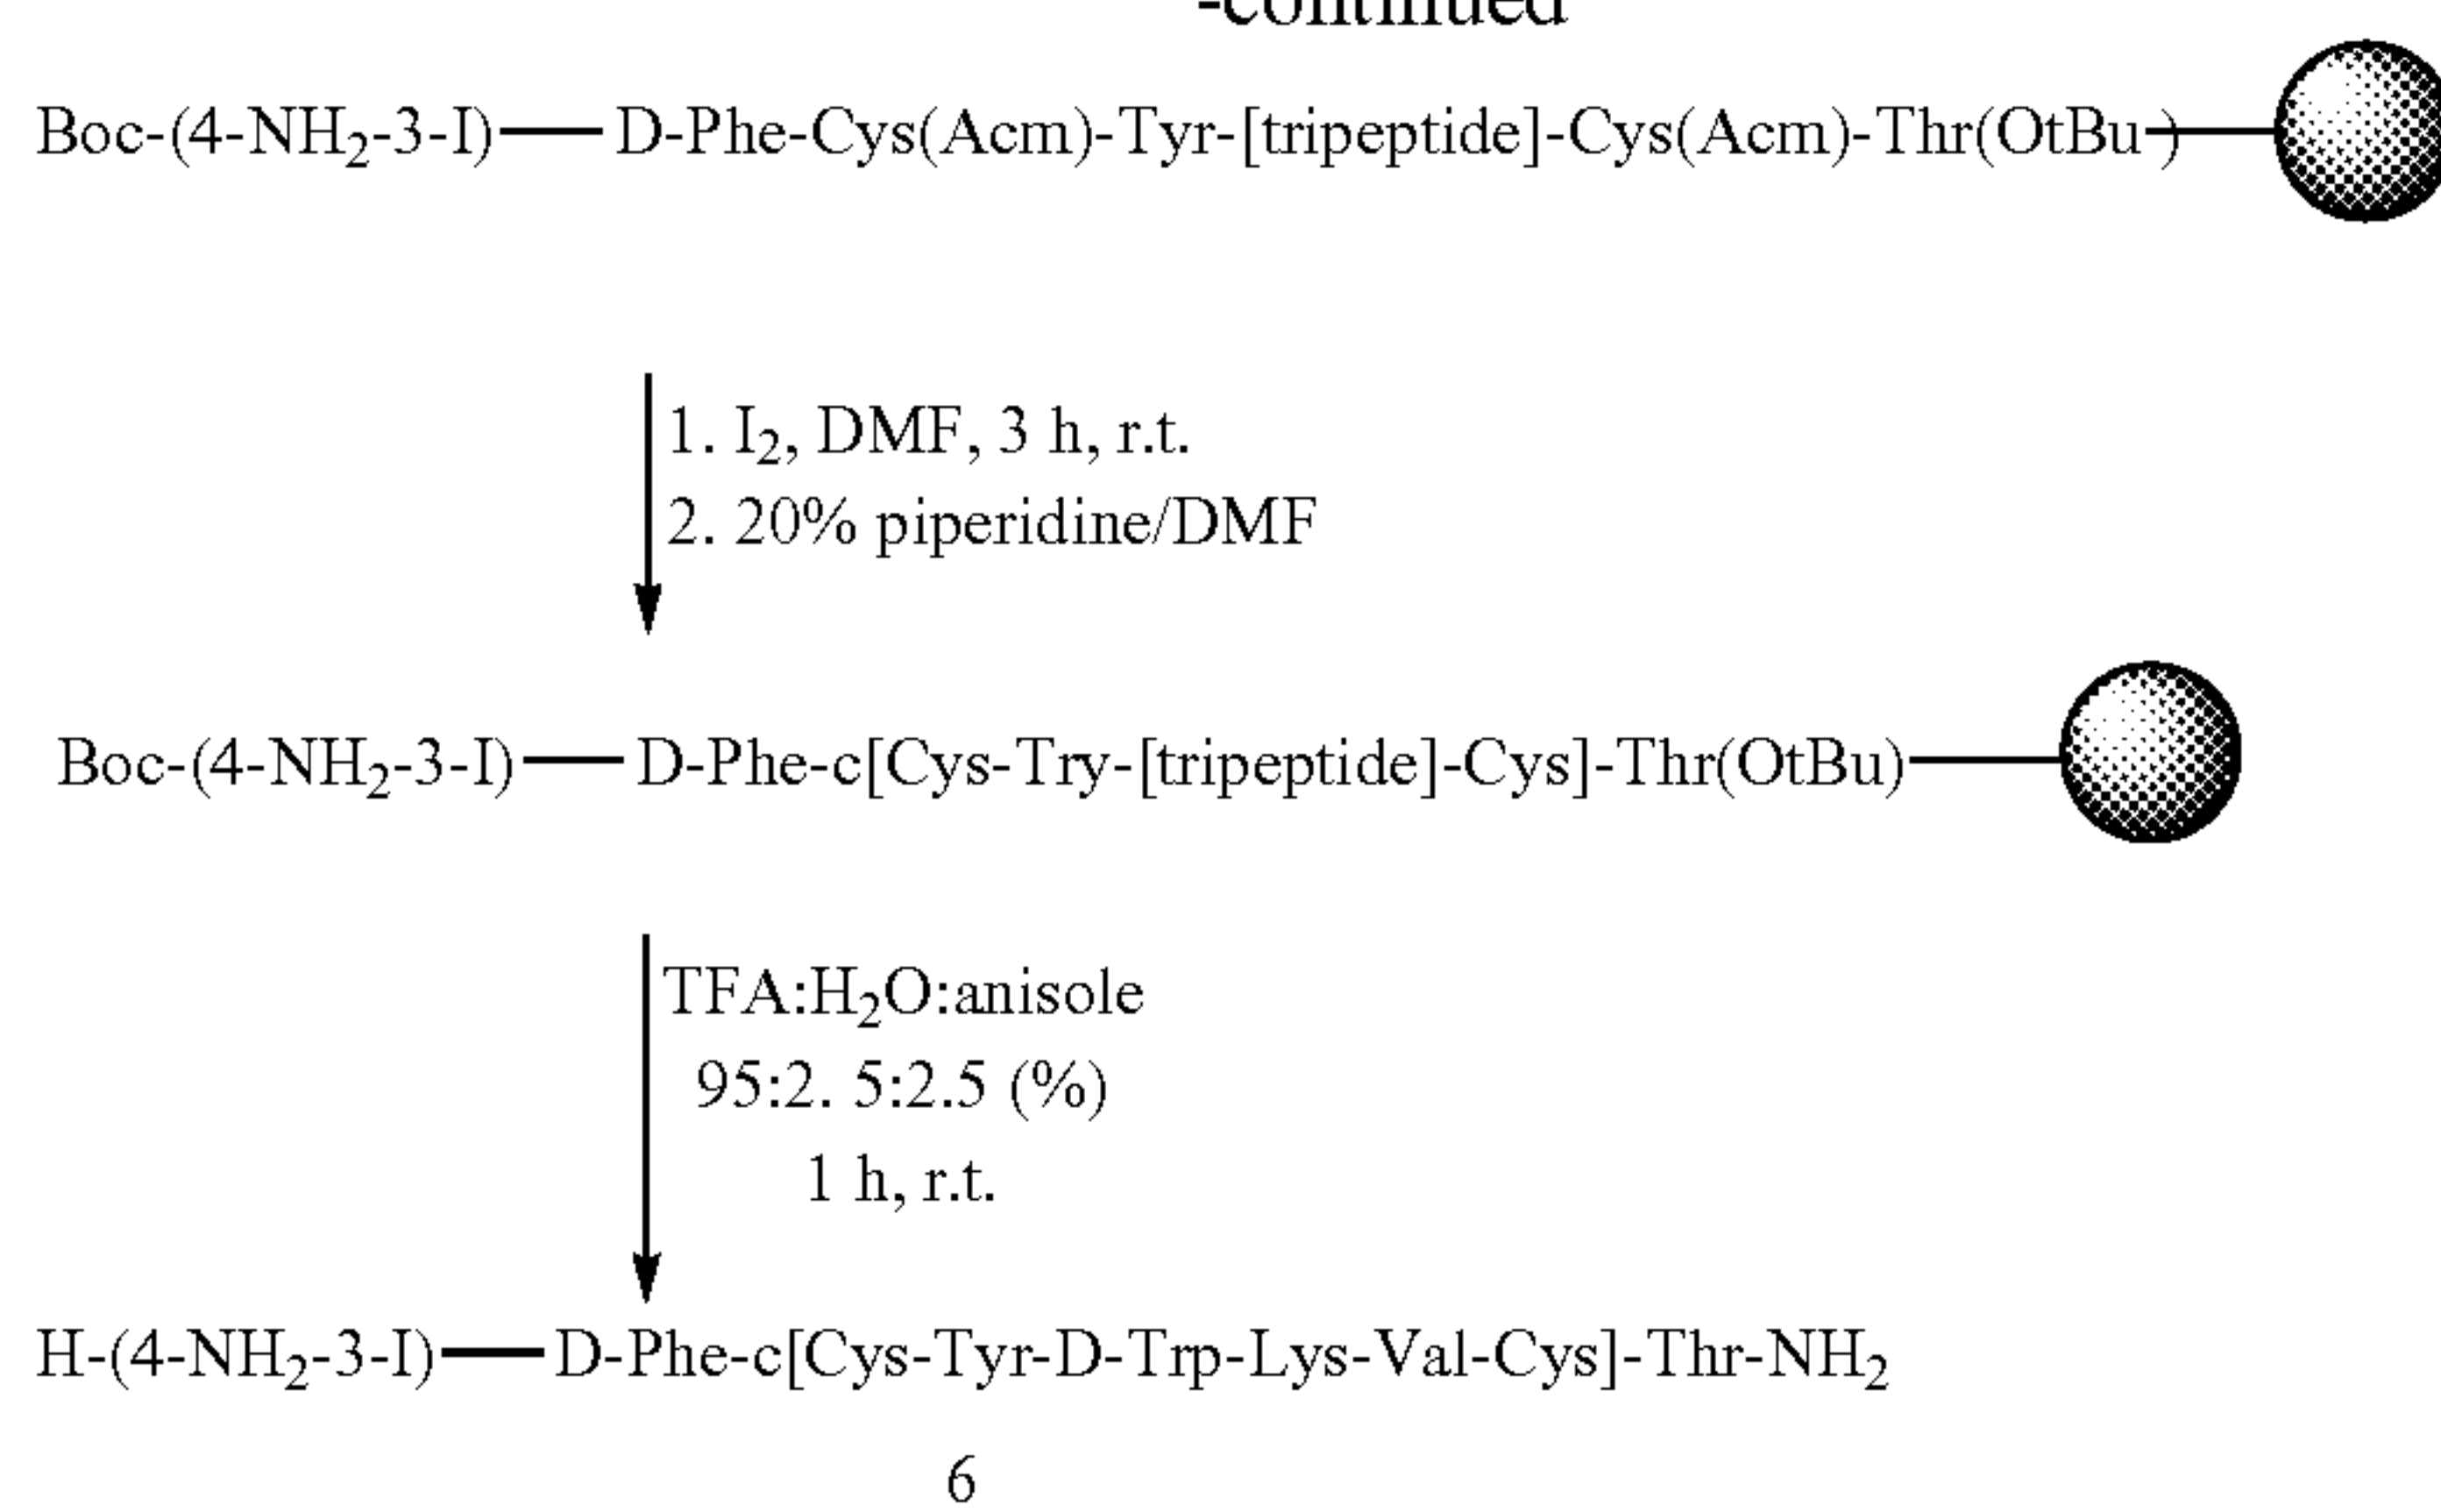 -continued
Boc-(4-NH2-3-I)—D-Phe-Cys(Acm)-Tyr-[tripeptide]-Cys(Acm)-Thr(OtBu)
1. I2, DMF, 3 h, r.t.
2. 20% piperidine/DMF
Boc-(4-NH2-3-I)—D-Phe-c[Cys-Try-[tripeptide]-Cys]-Thr(OtBu)
TFA:H2O:anisole
95:2. 5:2.5 (%)
1 h, r.t.
H-(4-NH2-3-I)—D-Phe-c[Cys-Tyr-D-Trp-Lys-Val-Cys]-Thr-NH2
6